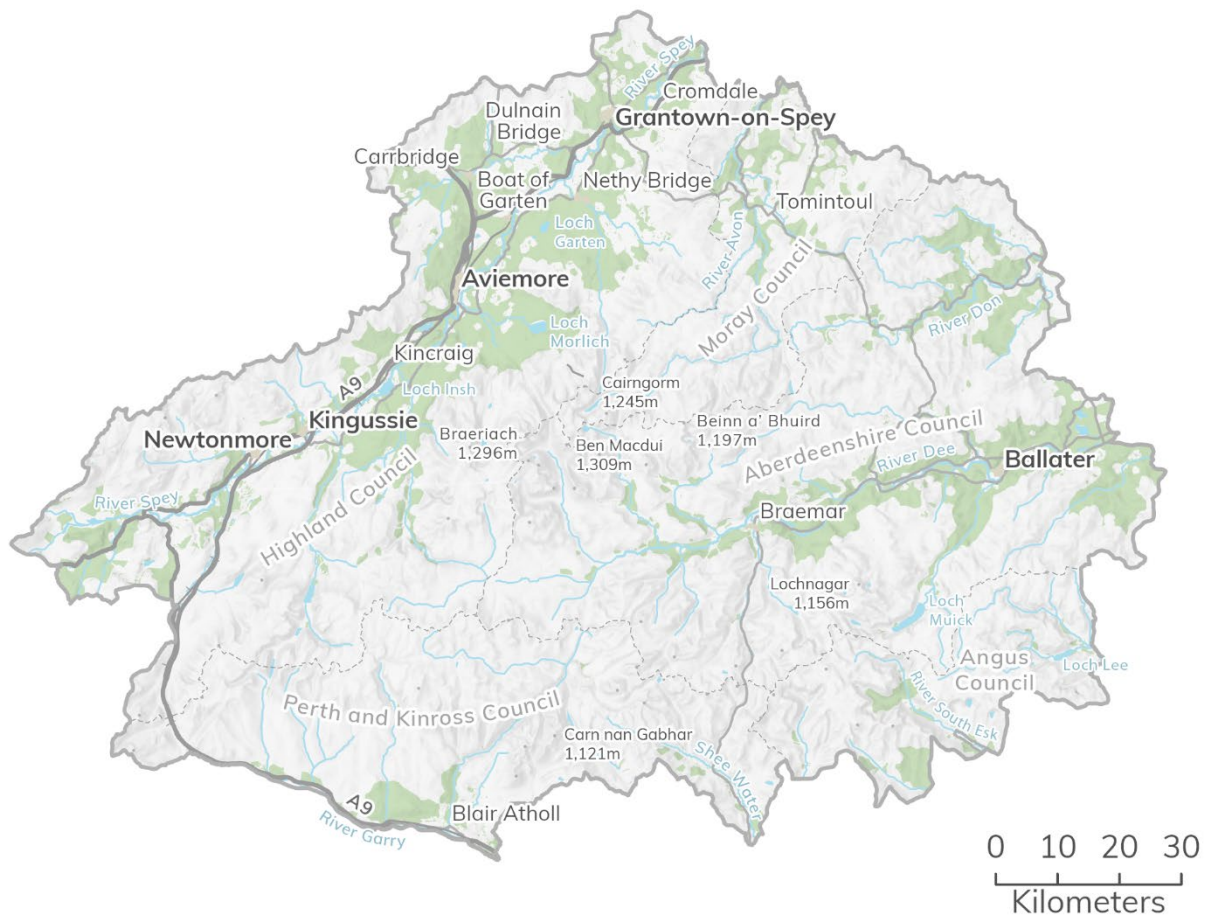 River Spey
Cromdale
Dulnain
Bridge
Grantown-on-Spey
Carrbridge
Boat of
Garten
Nethy Bridge
Tomintoul
Loch
Garten
River Avon
Moray Council
Aviemore
River Don
Loch
Morlich
Kincraig
A9
Loch Insh
Cairngorm
1,245m
Kingussie
Newtonmore
Braeriach
1,296m
Ben Macdui
1,309m
Beinn a' Bhuird
1,197m
Aberdeenshire Council
River Dee
Ballater
River Spey
Highland Council
Braemar
Lochnagar
1,156m
Loch
Muick
Angus
Council
Loch Lee
Perth and Kinross Council
River South Esk
Carn nan Gabhar
1,121m
Shee Water
A9
Blair Atholl
River Garry
0 10 20 30
Kilometers